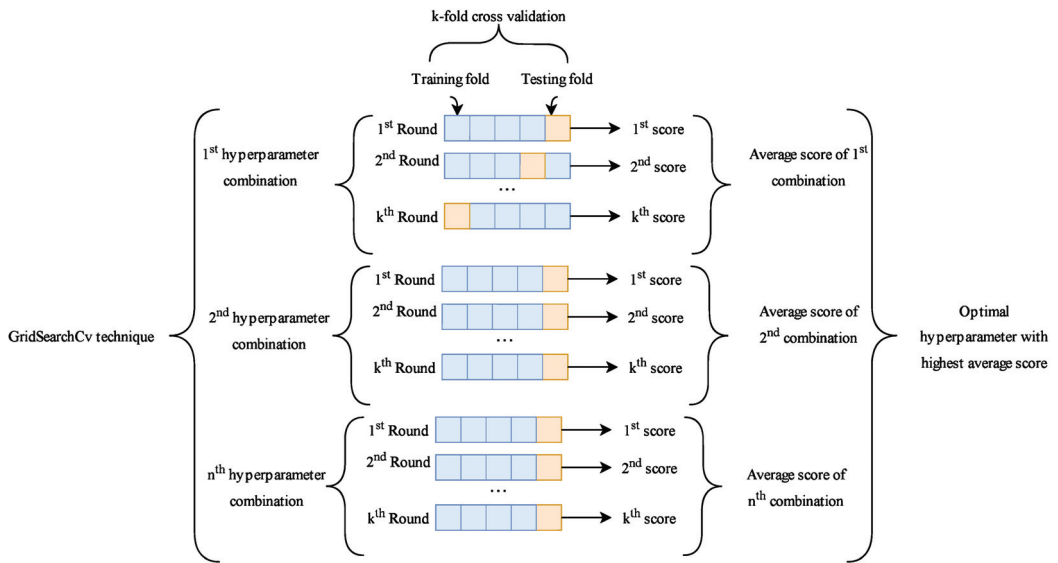 k-fold cross validation
Training fold
Testing fold
1st hyperparameter
combination
1st Round
1st score
2nd Round
2nd score
...
kth Round
kth score
Average score of 1st
combination
GridSearchCv technique
2nd hyperparameter
combination
1st Round
1st score
2nd Round
2nd score
...
kth Round
kth score
Average score of
2nd combination
Optimal
hyperparameter with
highest average score
nth hyperparameter
combination
1st Round
1st score
2nd Round
2nd score
...
kth Round
kth score
Average score of
nth combination